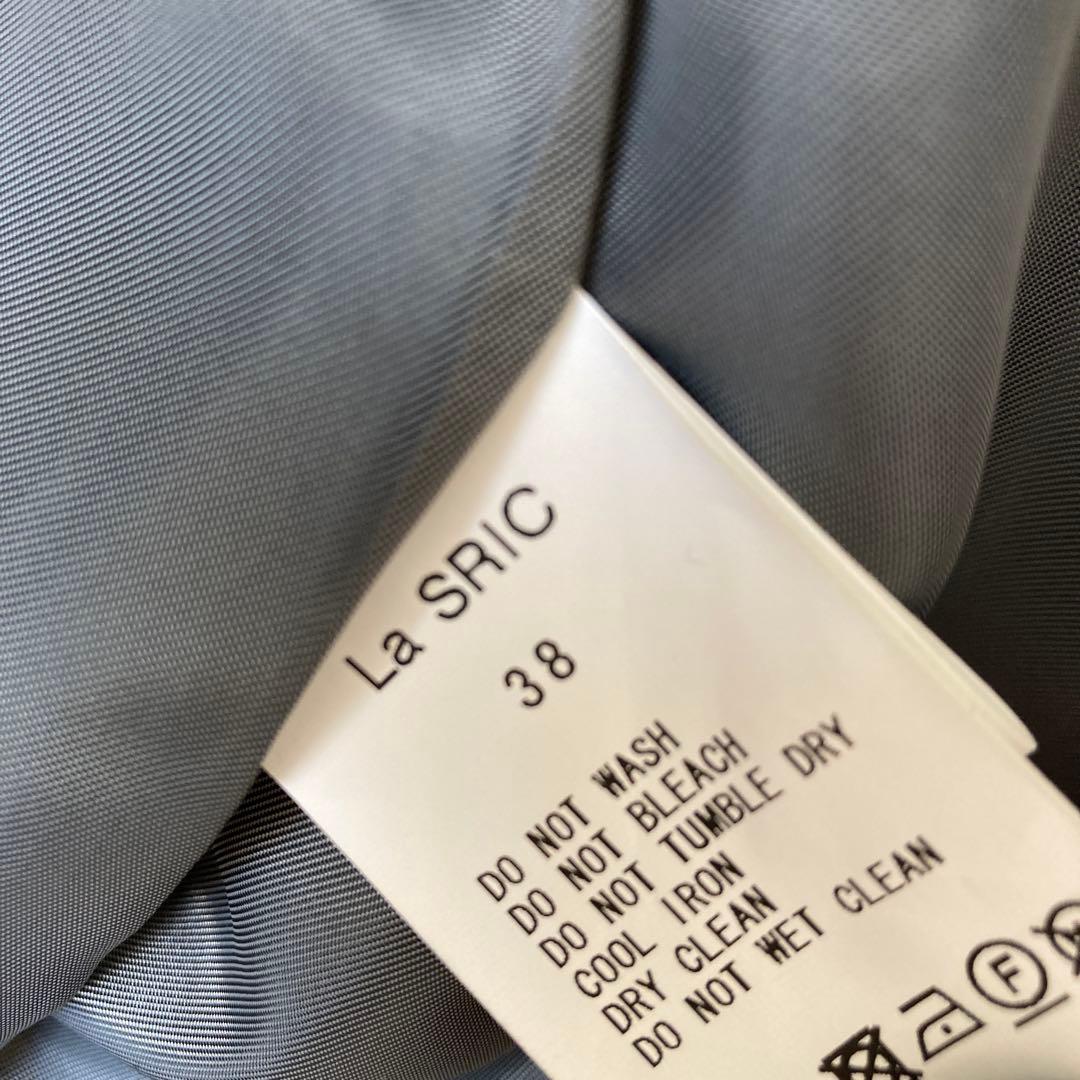 La SRIC
38
DO NOT WASH
DO NOT BLEACH
DO NOT TUMBLE DRY
COOL IRON
DRY CLEAN
DO NOT WET CLEAN
F